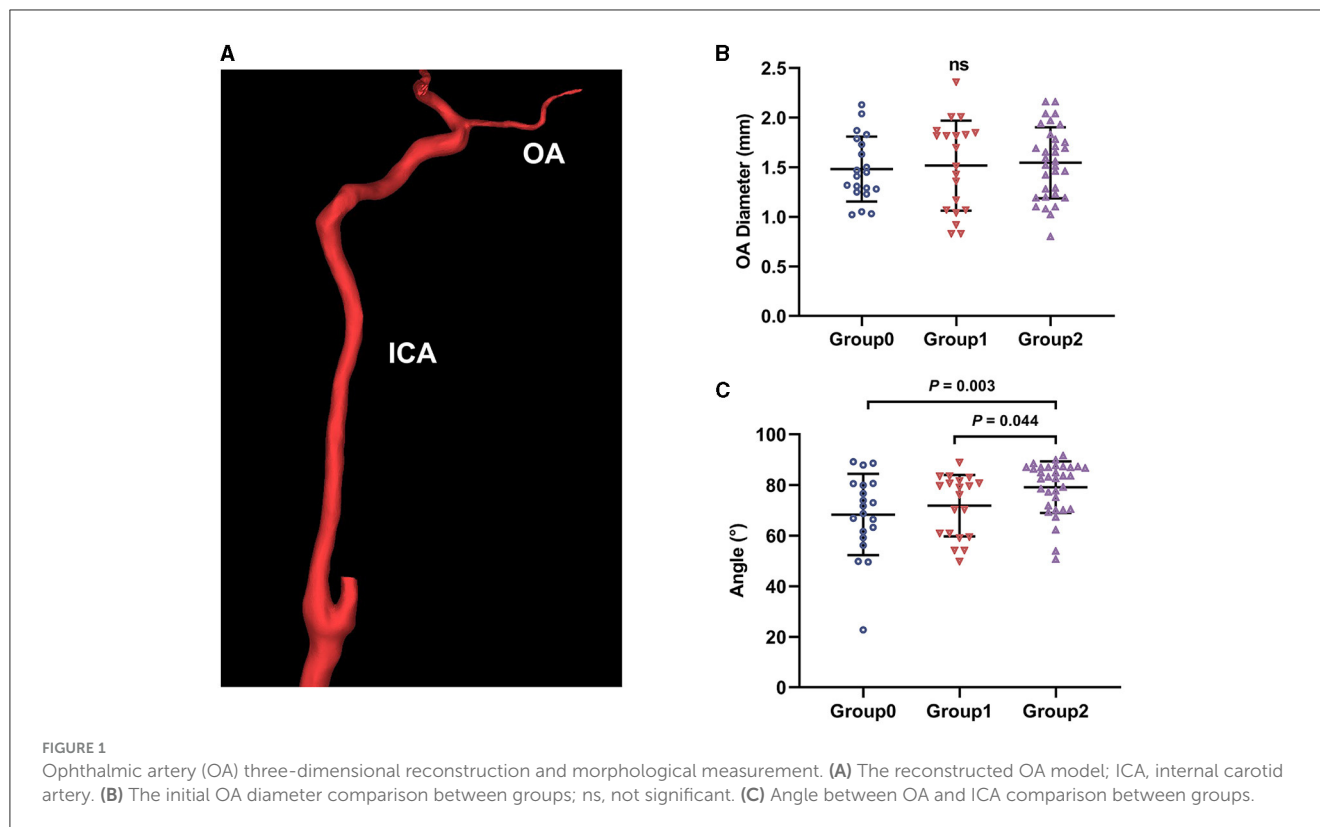 A
OA
ICA
B
ns
2.5
2.0
1.5
1.0
0.5
0.0
OA Diameter (mm)
Group0 Group1 Group2
C
P = 0.003
P = 0.044
100
80
60
40
20
0
Angle (°)
Group0 Group1 Group2
FIGURE 1
Ophthalmic artery (OA) three-dimensional reconstruction and morphological measurement. (A) The reconstructed OA model; ICA, internal carotid
artery. (B) The initial OA diameter comparison between groups; ns, not significant. (C) Angle between OA and ICA comparison between groups.